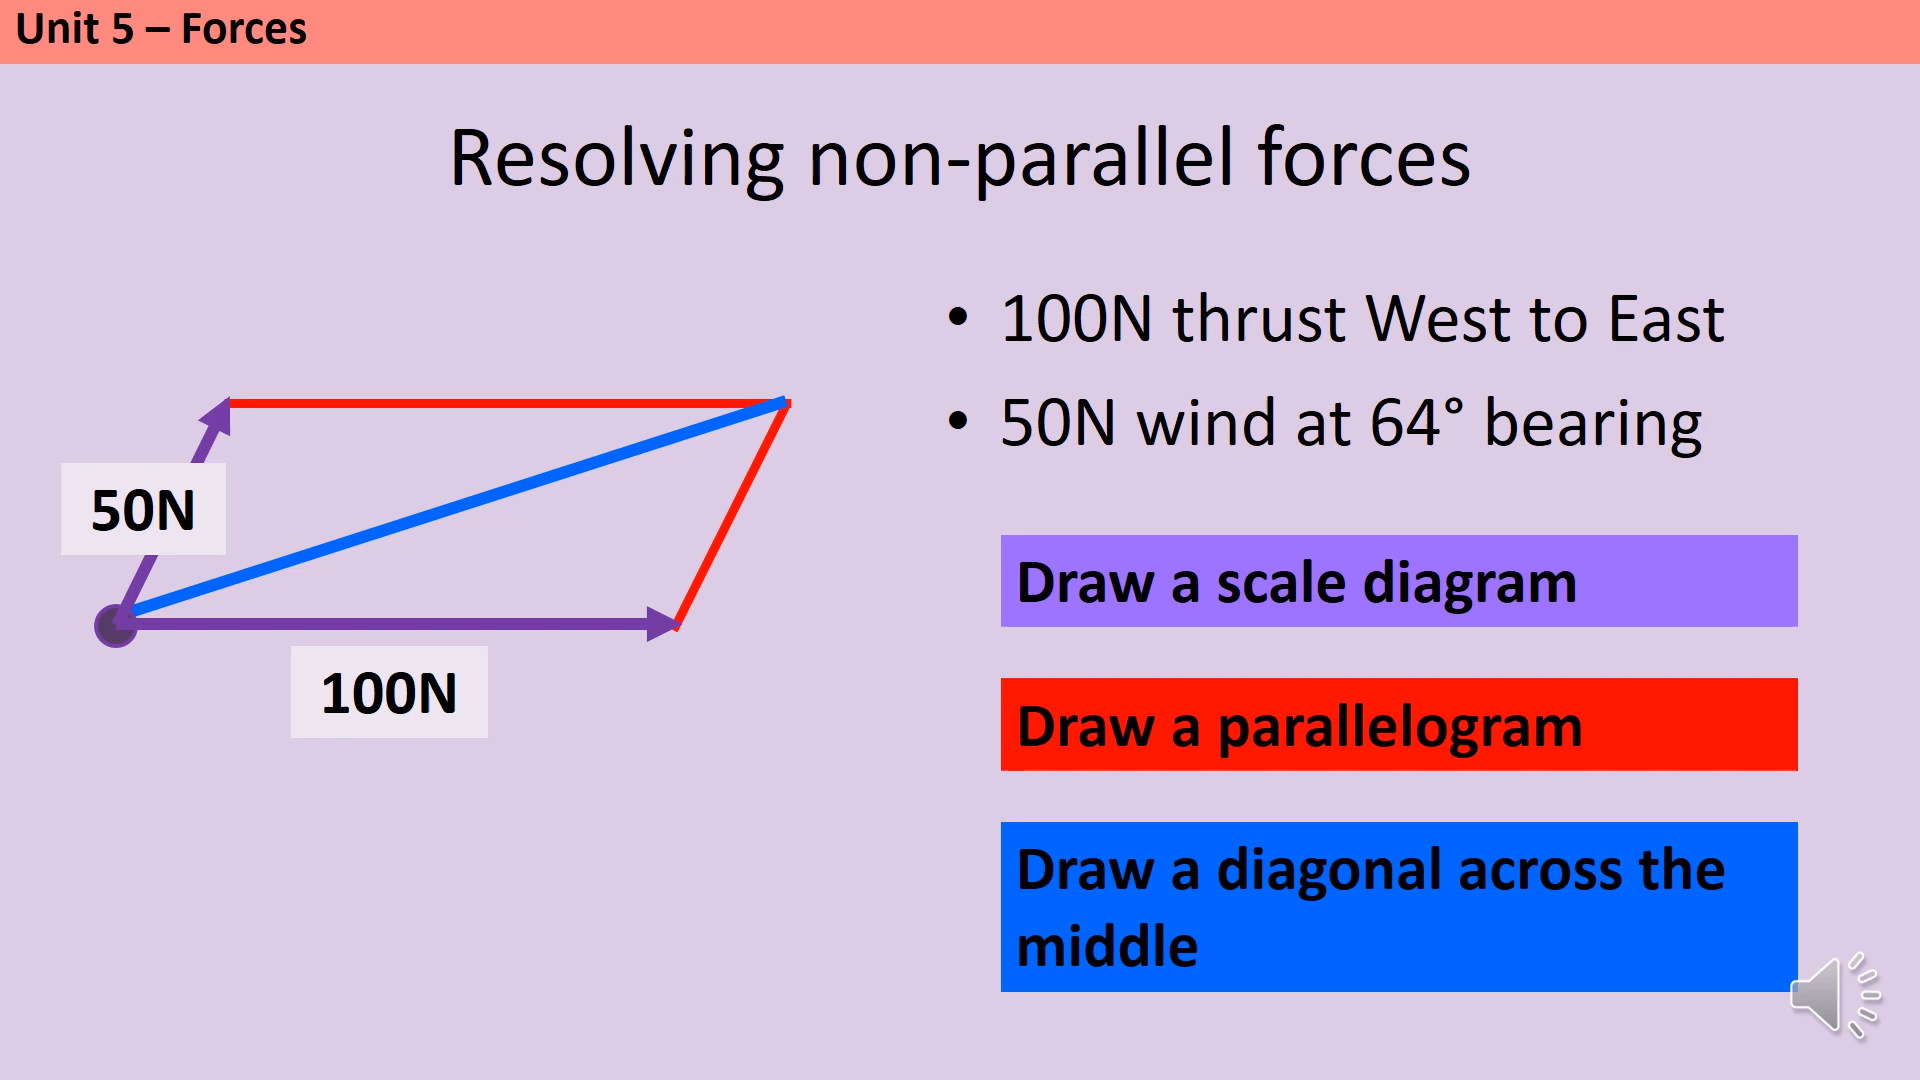 Unit 5 – Forces
Resolving non-parallel forces
• 100N thrust West to East
• 50N wind at 64° bearing
50N
100N
Draw a scale diagram
Draw a parallelogram
Draw a diagonal across the
middle